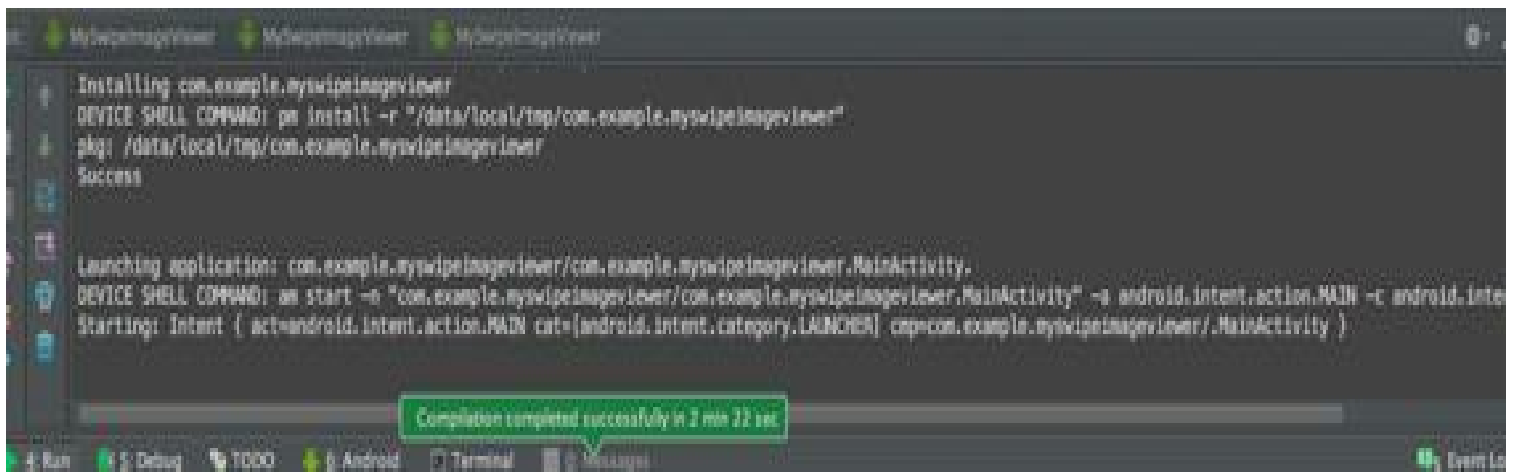 MySwipeImageViewer MySwipeImageViewer MySwipeImageViewer
Installing com.example.myswipeimageviewer
DEVICE SHELL COMMAND: pm install -r "/data/local/tmp/com.example.myswipeimageviewer"
pkg: /data/local/tmp/com.example.myswipeimageviewer
Success
Launching application: com.example.myswipeimageviewer/com.example.myswipeimageviewer.MainActivity.
DEVICE SHELL COMMAND: am start -n "com.example.myswipeimageviewer/com.example.myswipeimageviewer.MainActivity" -a android.intent.action.MAIN -c android.inte
Starting: Intent { act=android.intent.action.MAIN cat=[android.intent.category.LAUNCHER] cmp=com.example.myswipeimageviewer/.MainActivity }
Compilation completed successfully in 2 min 22 sec
4: Run 5: Debug TODO 6: Android Terminal 0: Messages Event Lo